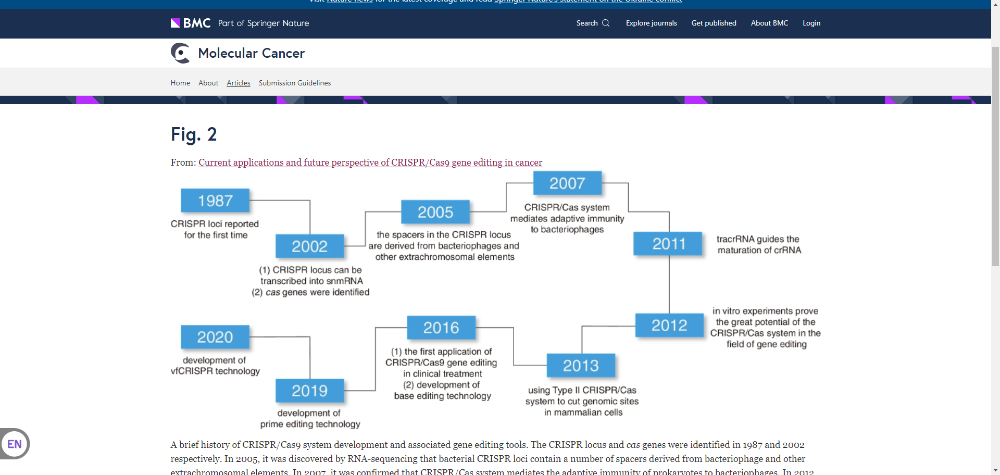 Visit Nature news for the latest coverage and read Springer Nature's statement on the Ukraine conflict
BMC Part of Springer Nature
Search Explore journals Get published About BMC Login
Molecular Cancer
Home About Articles Submission Guidelines
Fig. 2
From: Current applications and future perspective of CRISPR/Cas9 gene editing in cancer
1987
CRISPR loci reported
for the first time
2002
(1) CRISPR locus can be
transcribed into snmRNA
(2) cas genes were identified
2005
the spacers in the CRISPR locus
are derived from bacteriophages and
other extrachromosomal elements
2007
CRISPR/Cas system
mediates adaptive immunity
to bacteriophages
2011
tracrRNA guides the
maturation of crRNA
2012
in vitro experiments prove
the great potential of the
CRISPR/Cas system in the
field of gene editing
2013
using Type II CRISPR/Cas
system to cut genomic sites
in mammalian cells
2016
(1) the first application of
CRISPR/Cas9 gene editing
in clinical treatment
(2) development of
base editing technology
2019
development of
prime editing technology
2020
development of
vfCRISPR technology
EN
A brief history of CRISPR/Cas9 system development and associated gene editing tools. The CRISPR locus and cas genes were identified in 1987 and 2002
respectively. In 2005, it was discovered by RNA-sequencing that bacterial CRISPR loci contain a number of spacers derived from bacteriophage and other
extrachromosomal elements. In 2007, it was confirmed that CRISPR/Cas system mediates the adaptive immunity of prokaryotes to bacteriophages. In 2012